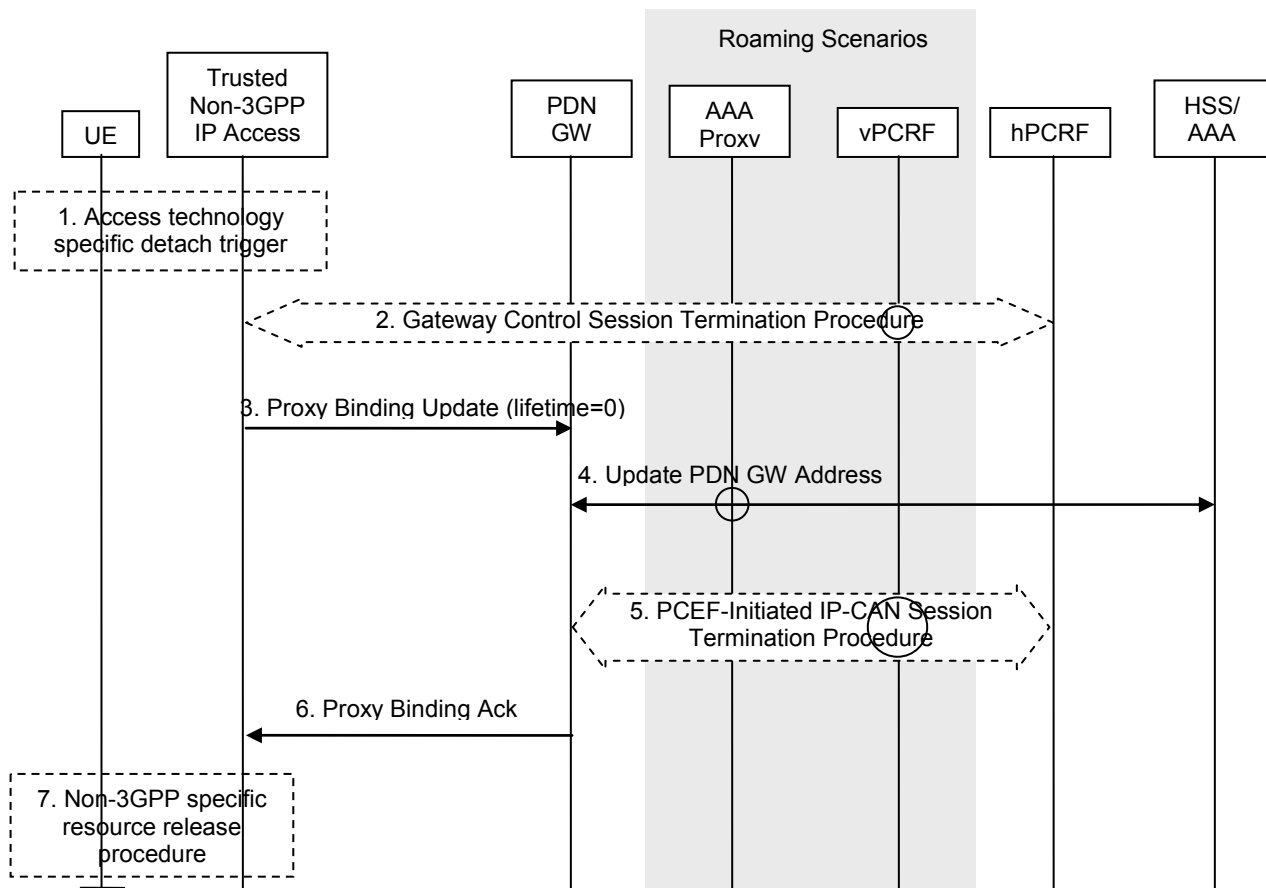 Roaming Scenarios
UE
Trusted
Non-3GPP
IP Access
PDN
GW
AAA
Proxy
vPCRF
hPCRF
HSS/
AAA
1. Access technology
specific detach trigger
2. Gateway Control Session Termination Procedure
3. Proxy Binding Update (lifetime=0)
4. Update PDN GW Address
5. PCEF-Initiated IP-CAN Session
Termination Procedure
6. Proxy Binding Ack
7. Non-3GPP specific
resource release
procedure